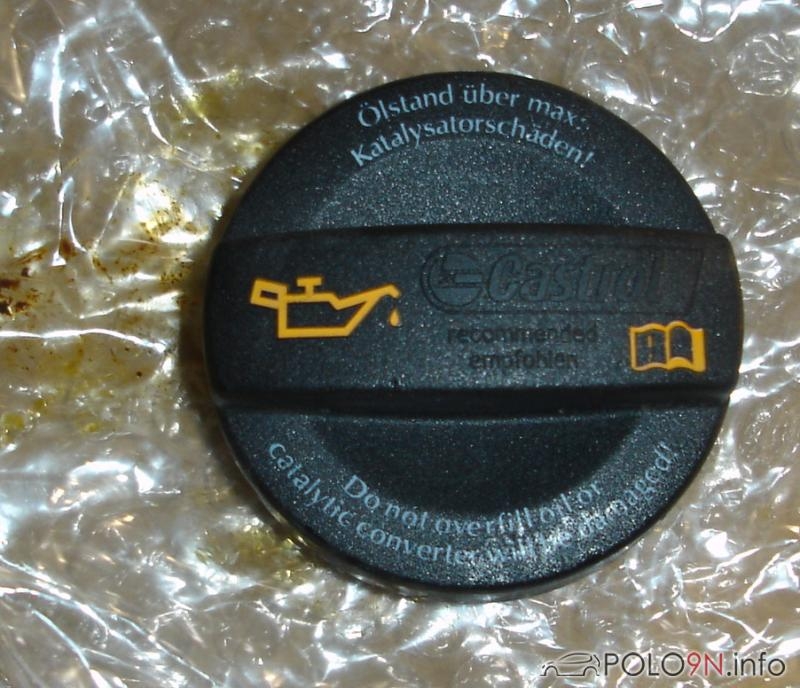 Ölstand über max.:
Katalysatorschäden!
Castrol
recommended
empfohlen
Do not overfill oil or
catalytic converter will be damaged!
POLO9N.info